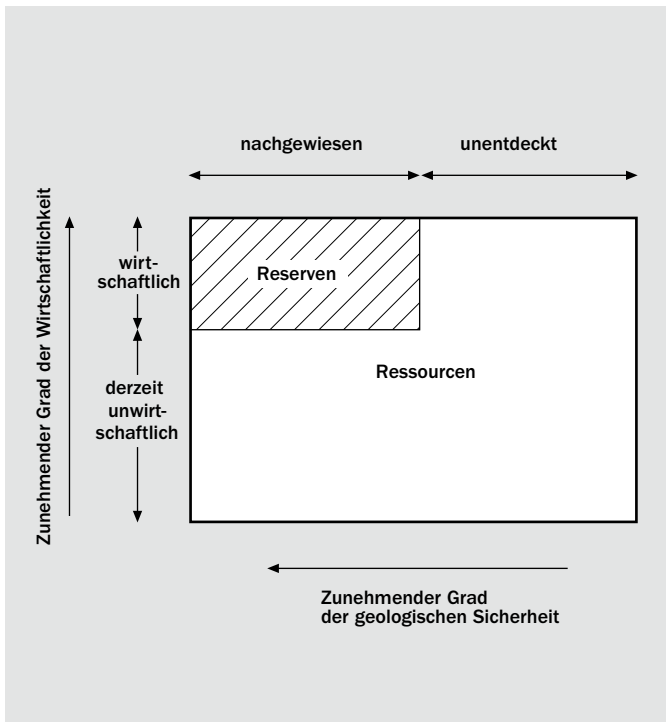 nachgewiesen
unentdeckt
Zunehmender Grad der Wirtschaftlichkeit
wirt-
schaftlich
Reserven
derzeit
unwirt-
schaftlich
Ressourcen
Zunehmender Grad
der geologischen Sicherheit